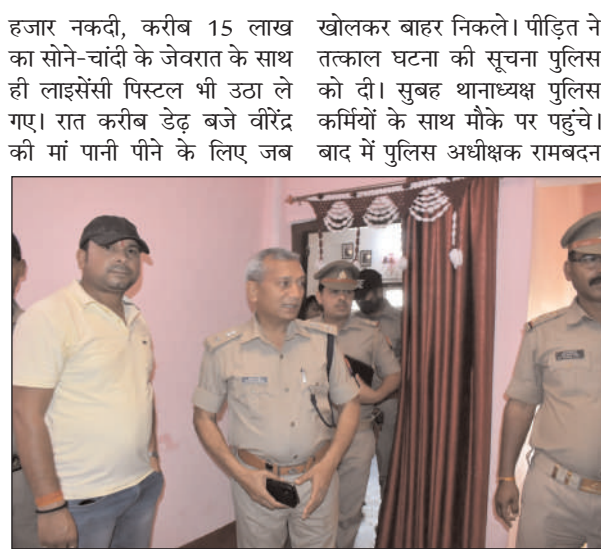 हजार नकदी, करीब 15 लाख
का सोने-चांदी के जेवरात के साथ
ही लाइसेंसी पिस्टल भी उठा ले
गए। रात करीब डेढ़ बजे वीरेंद्र
की मां पानी पीने के लिए जब
खोलकर बाहर निकले। पीड़ित ने
तत्काल घटना की सूचना पुलिस
को दी। सुबह थानाध्यक्ष पुलिस
कर्मियों के साथ मौके पर पहुंचे।
बाद में पुलिस अधीक्षक रामबदन